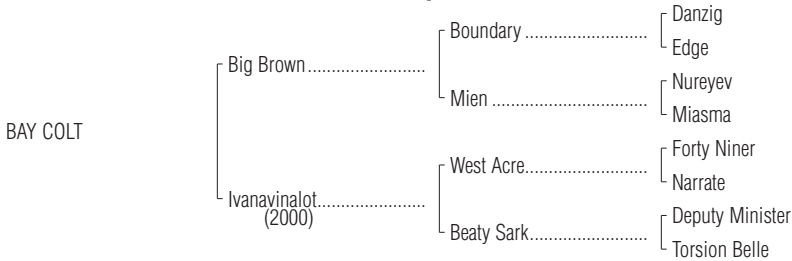 Danzig
Boundary ...........................
Edge
Big Brown..........................
Nureyev
Mien ...................................
Miasma
BAY COLT
Forty Niner
West Acre...........................
Narrate
Ivanavinalot........................
(2000)
Deputy Minister
Beaty Sark..........................
Torsion Belle